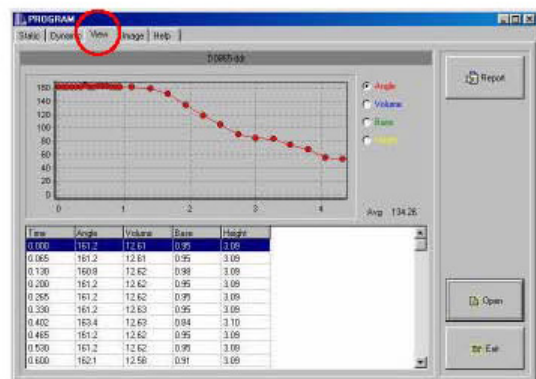 PROGRAM
Static Dynamic View Image Help
Report
160
140
120
100
80
60
40
20
0
0 1 2 3 4
Angle
Volume
Base
Height
Avg 134.26
Time Angle Volume Base Height
0.000 161.2 12.61 0.95 3.09
0.065 161.2 12.61 0.95 3.09
0.130 160.8 12.62 0.98 3.09
0.200 161.2 12.62 0.95 3.09
0.265 161.2 12.62 0.95 3.09
0.330 161.2 12.63 0.95 3.09
0.402 163.4 12.63 0.84 3.10
0.465 161.2 12.62 0.95 3.09
0.530 161.2 12.62 0.95 3.09
0.600 162.1 12.58 0.91 3.09
Open
Exit